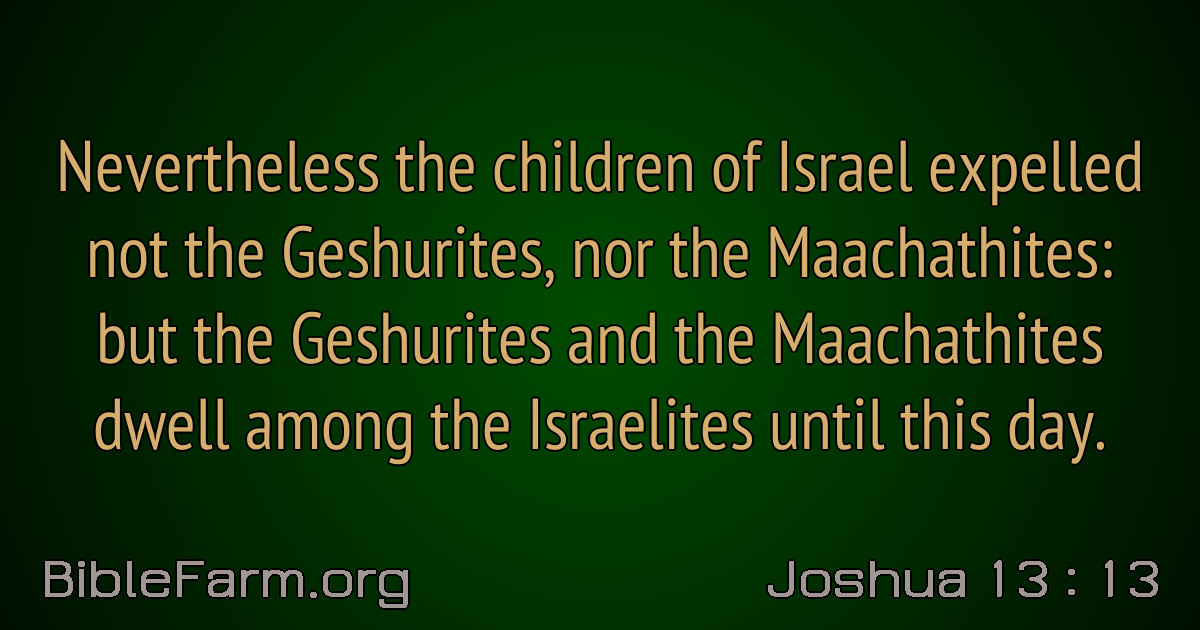 Nevertheless the children of Israel expelled
not the Geshurites, nor the Maachathites:
but the Geshurites and the Maachathites
dwell among the Israelites until this day.
BibleFarm.org
Joshua 13 : 13